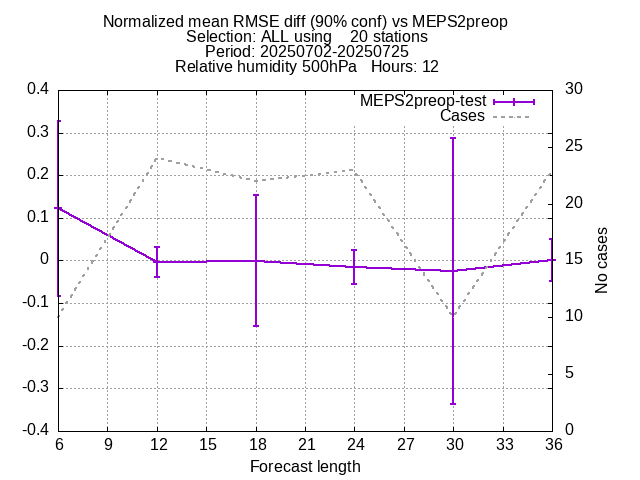 Normalized mean RMSE diff (90% conf) vs MEPS2preop
Selection: ALL using    20 stations
Period: 20250702-20250725
Relative humidity 500hPa   Hours: 12
MEPS2preop-test
Cases
0.4
0.3
0.2
0.1
0
-0.1
-0.2
-0.3
-0.4
30
25
20
15
10
5
0
No cases
6 9 12 15 18 21 24 27 30 33 36
Forecast length